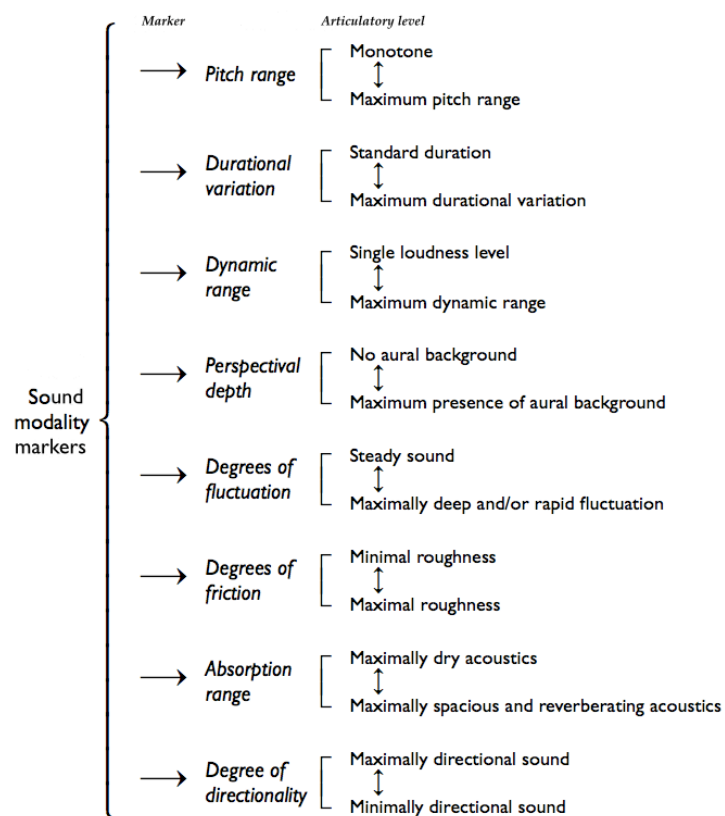 Marker Articulatory level
Monotone
Pitch range
Maximum pitch range
Standard duration
Durational
variation
Maximum durational variation
Single loudness level
Dynamic
range
Maximum dynamic range
No aural background
Perspectival
depth
Maximum presence of aural background
Sound
modality
markers
Steady sound
Degrees of
fluctuation
Maximally deep and/or rapid fluctuation
Minimal roughness
Degrees of
friction
Maximal roughness
Maximally dry acoustics
Absorption
range
Maximally spacious and reverberating acoustics
Maximally directional sound
Degree of
directionality
Minimally directional sound